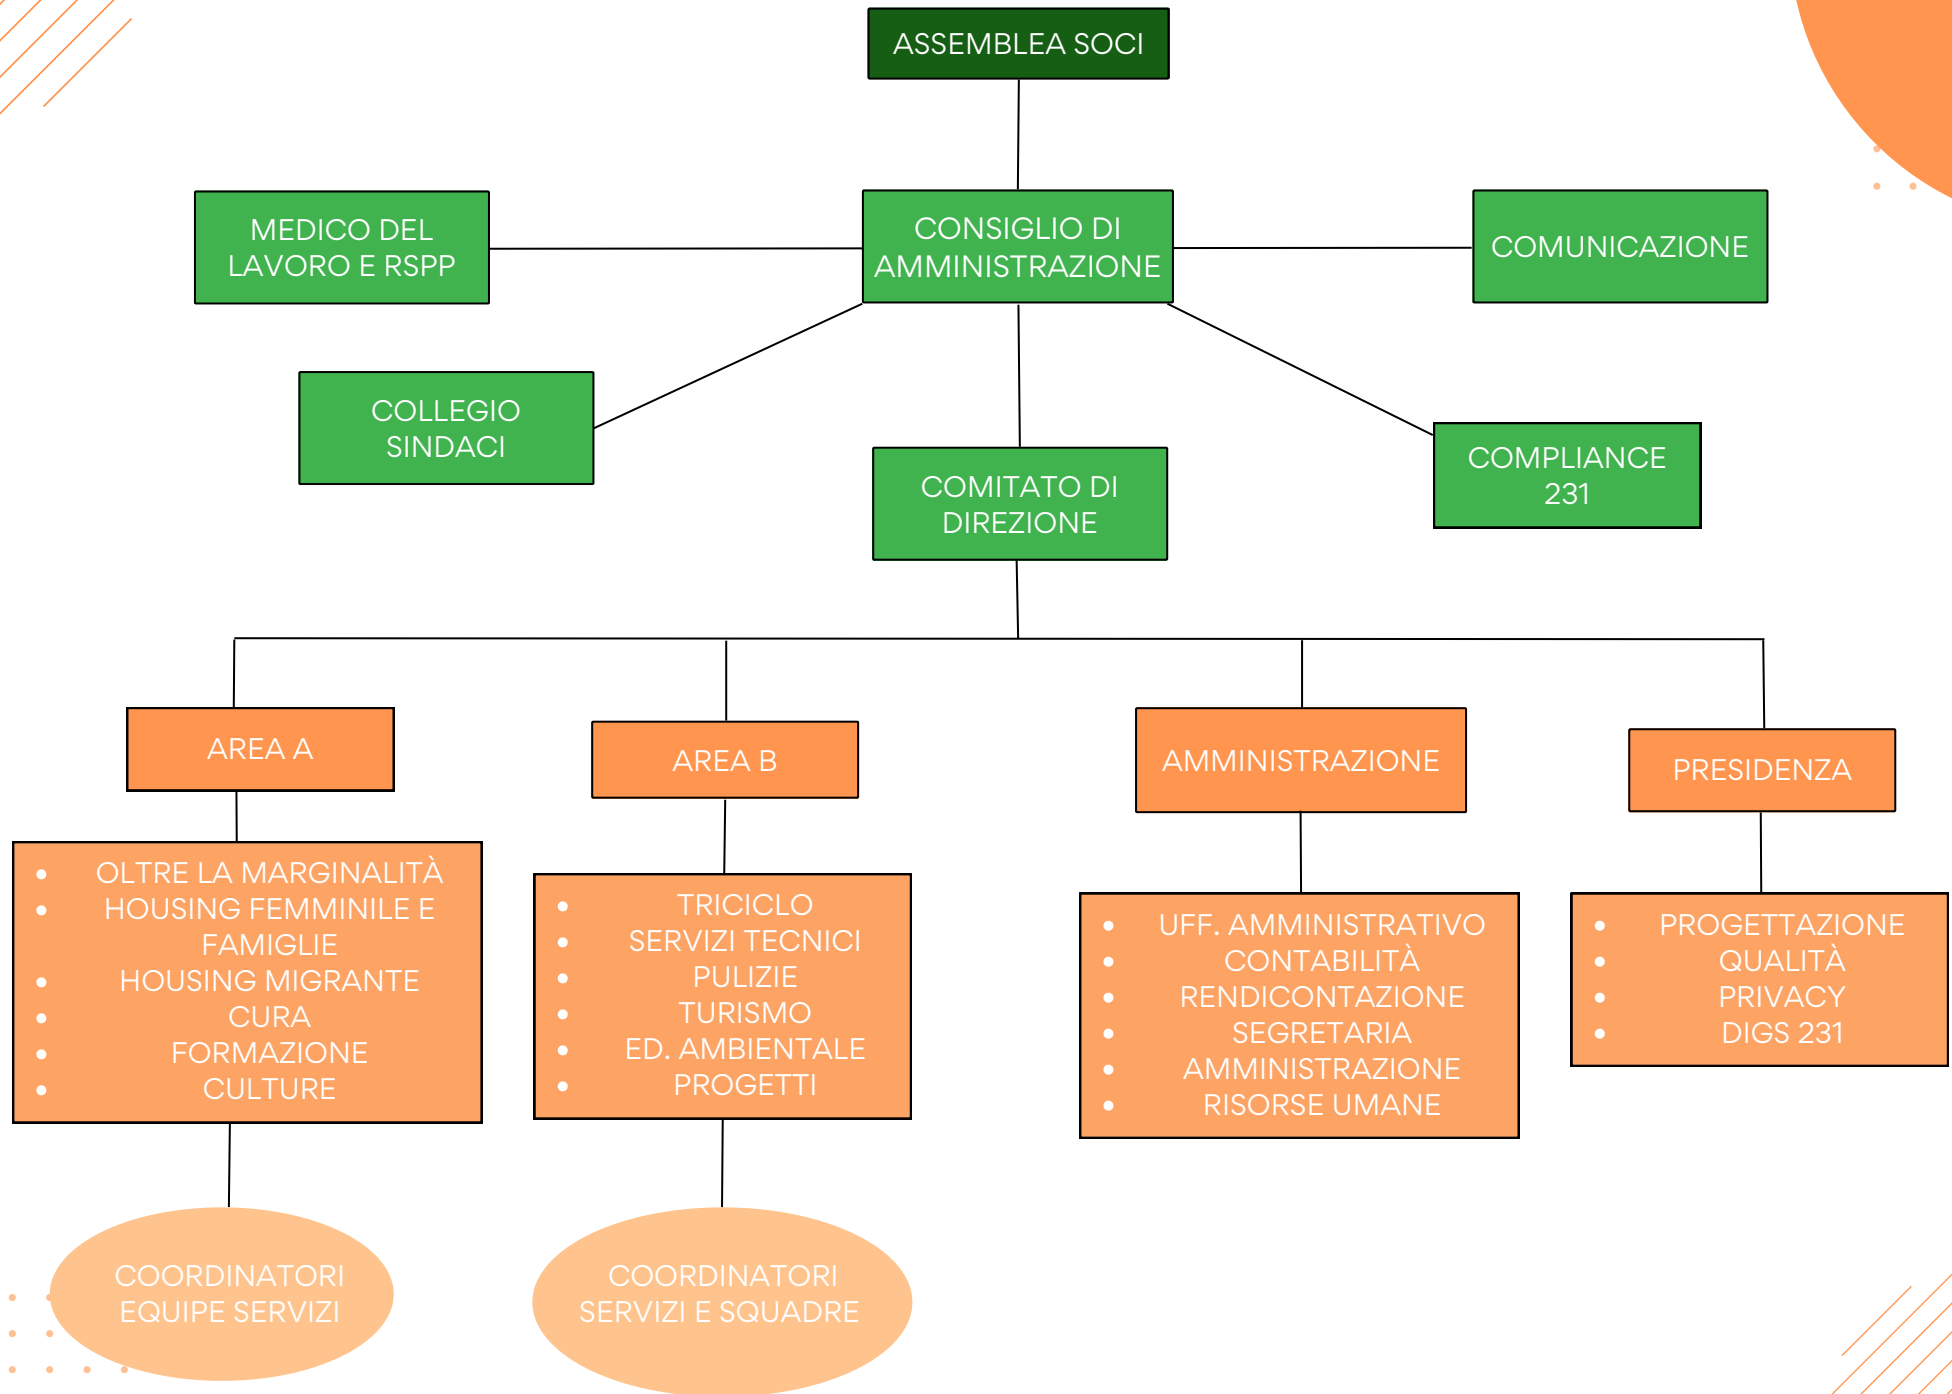 ASSEMBLEA SOCI
MEDICO DEL
LAVORO E RSPP
CONSIGLIO DI
AMMINISTRAZIONE
COMUNICAZIONE
COLLEGIO
SINDACI
COMITATO DI
DIREZIONE
COMPLIANCE
231
AREA A
AREA B
AMMINISTRAZIONE
PRESIDENZA
• OLTRE LA MARGINALITÀ
• HOUSING FEMMINILE E
FAMIGLIE
• HOUSING MIGRANTE
• CURA
• FORMAZIONE
• CULTURE
• TRICICLO
• SERVIZI TECNICI
• PULIZIE
• TURISMO
• ED. AMBIENTALE
• PROGETTI
• UFF. AMMINISTRATIVO
• CONTABILITÀ
• RENDICONTAZIONE
• SEGRETARIA
• AMMINISTRAZIONE
• RISORSE UMANE
• PROGETTAZIONE
• QUALITÀ
• PRIVACY
• DIGS 231
COORDINATORI
EQUIPE SERVIZI
COORDINATORI
SERVIZI E SQUADRE